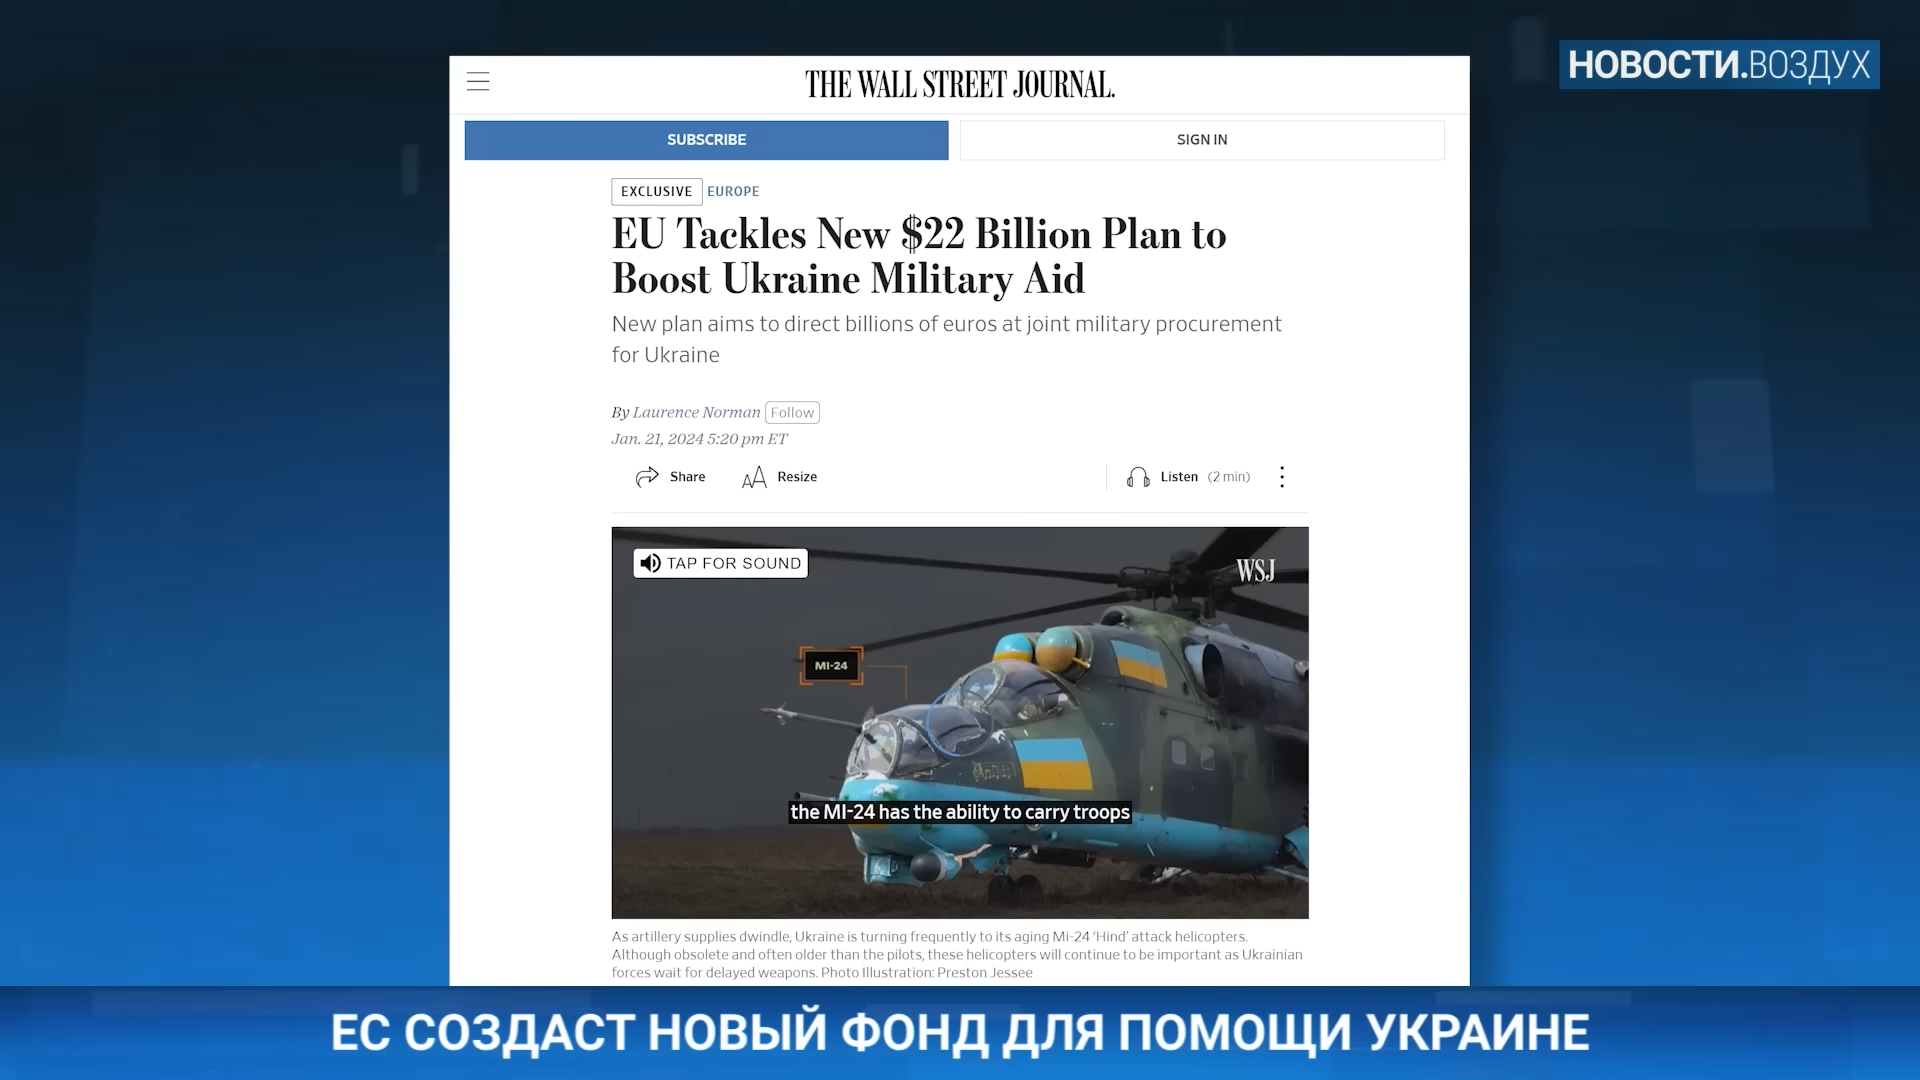 НОВОСТИ.ВОЗДУХ
THE WALL STREET JOURNAL.
SUBSCRIBE
SIGN IN
EXCLUSIVE EUROPE
EU Tackles New $22 Billion Plan to
Boost Ukraine Military Aid
New plan aims to direct billions of euros at joint military procurement
for Ukraine
By Laurence Norman Follow
Jan. 21, 2024 5:20 pm ET
Share
Resize
Listen (2 min)
TAP FOR SOUND
WSJ
MI-24
the MI-24 has the ability to carry troops
As artillery supplies dwindle, Ukraine is turning frequently to its aging Mi-24 ‘Hind’ attack helicopters.
Although obsolete and often older than the pilots, these helicopters will continue to be important as Ukrainian
forces wait for delayed weapons. Photo Illustration: Preston Jessee
ЕС СОЗДАСТ НОВЫЙ ФОНД ДЛЯ ПОМОЩИ УКРАИНЕ